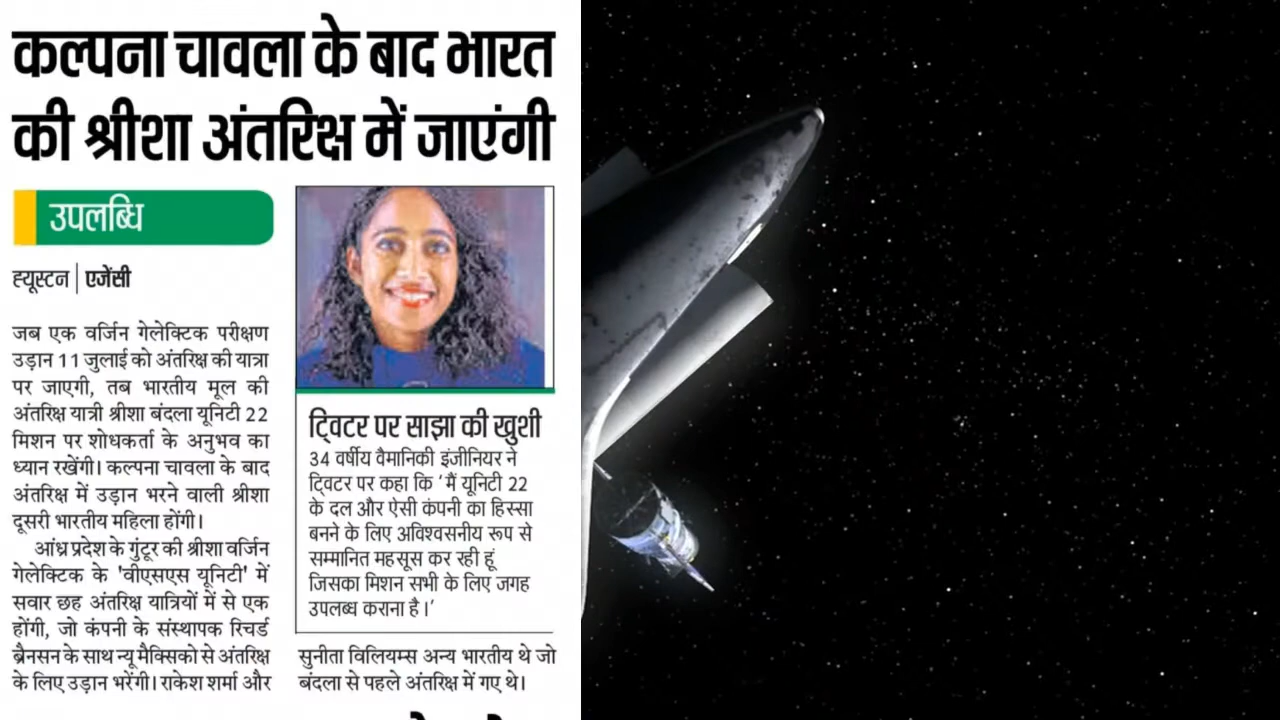 कल्पना चावला के बाद भारत
की श्रीशा अंतरिक्ष में जाएंगी
उपलब्धि
ह्यूस्टन | एजेंसी
जब एक वर्जिन गेलेक्टिक परीक्षण
उड़ान 11 जुलाई को अंतरिक्ष की यात्रा
पर जाएगी, तब भारतीय मूल की
अंतरिक्ष यात्री श्रीशा बंदला यूनिटी 22
मिशन पर शोधकर्ता के अनुभव का
ध्यान रखेंगी। कल्पना चावला के बाद
अंतरिक्ष में उड़ान भरने वाली श्रीशा
दूसरी भारतीय महिला होंगी।
आंध्र प्रदेश के गुंटूर की श्रीशा वर्जिन
गेलेक्टिक के 'वीएसएस यूनिटी' में
सवार छह अंतरिक्ष यात्रियों में से एक
होंगी, जो कंपनी के संस्थापक रिचर्ड
ब्रैनसन के साथ न्यू मैक्सिको से अंतरिक्ष
के लिए उड़ान भरेंगी। राकेश शर्मा और
ट्विटर पर साझा की खुशी
34 वर्षीय वैमानिकी इंजीनियर ने
ट्विटर पर कहा कि 'मैं यूनिटी 22
के दल और ऐसी कंपनी का हिस्सा
बनने के लिए अविश्वसनीय रूप से
सम्मानित महसूस कर रही हूं
जिसका मिशन सभी के लिए जगह
उपलब्ध कराना है।'
सुनीता विलियम्स अन्य भारतीय थे जो
बंदला से पहले अंतरिक्ष में गए थे।